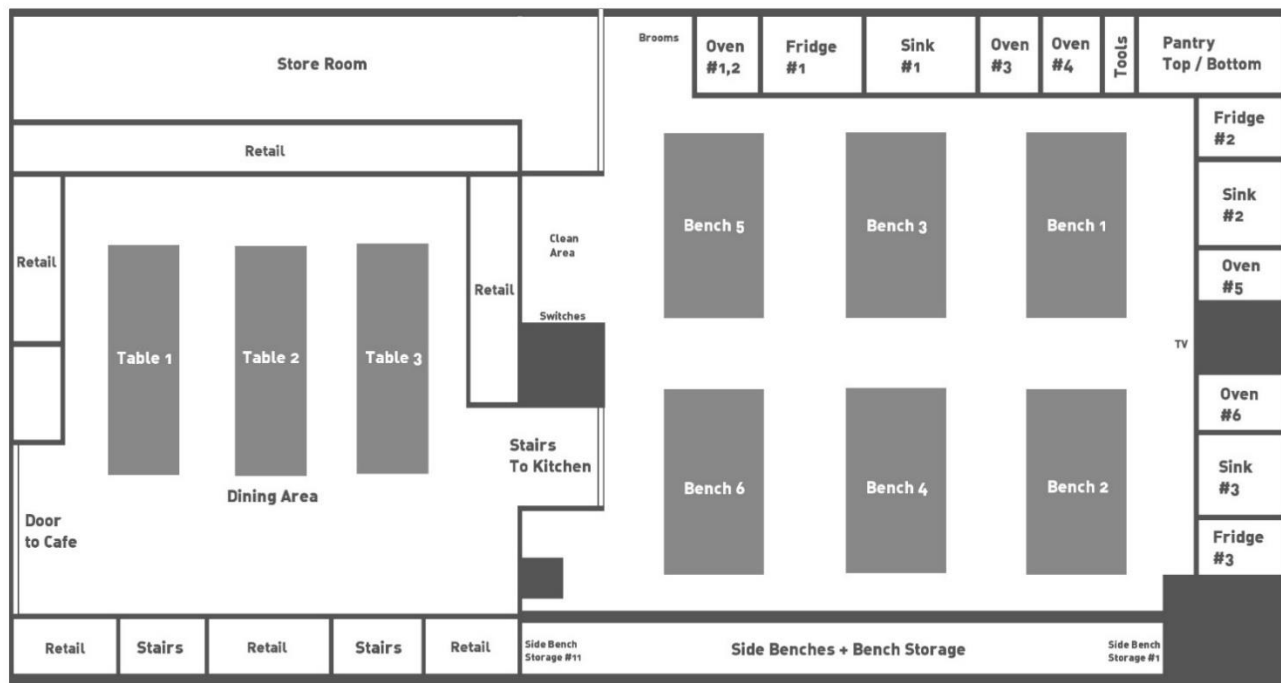 Store Room
Retail
Retail
Retail
Table 1
Table 2
Table 3
Dining Area
Door
to Cafe
Retail
Stairs
Retail
Stairs
Retail
Clean
Area
Switches
Stairs
To Kitchen
Brooms
Oven
#1,2
Fridge
#1
Sink
#1
Oven
#3
Oven
#4
Tools
Pantry
Top / Bottom
Fridge
#2
Sink
#2
Oven
#5
TV
Oven
#6
Sink
#3
Fridge
#3
Bench 5
Bench 3
Bench 1
Bench 6
Bench 4
Bench 2
Side Bench
Storage #11
Side Benches + Bench Storage
Side Bench
Storage #1